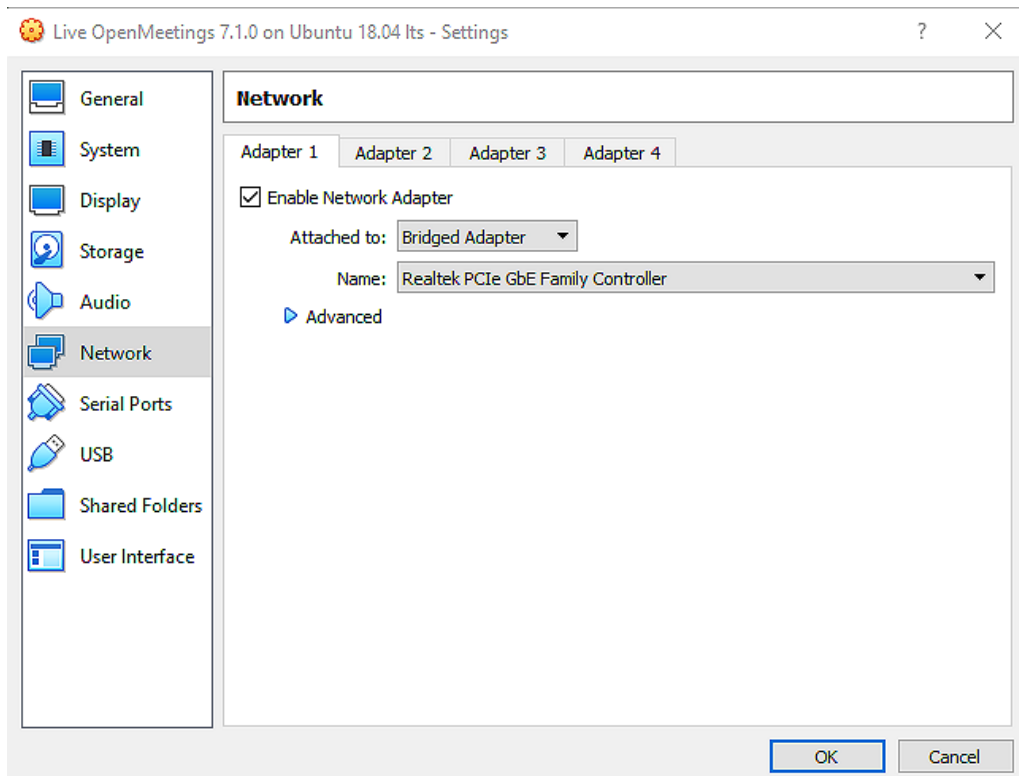 Live OpenMeetings 7.1.0 on Ubuntu 18.04 lts - Settings
?
General
System
Display
Storage
Audio
Network
Serial Ports
USB
Shared Folders
User Interface
Network
Adapter 1 Adapter 2 Adapter 3 Adapter 4
Enable Network Adapter
Attached to: Bridged Adapter
Name: Realtek PCIe GbE Family Controller
Advanced
OK Cancel